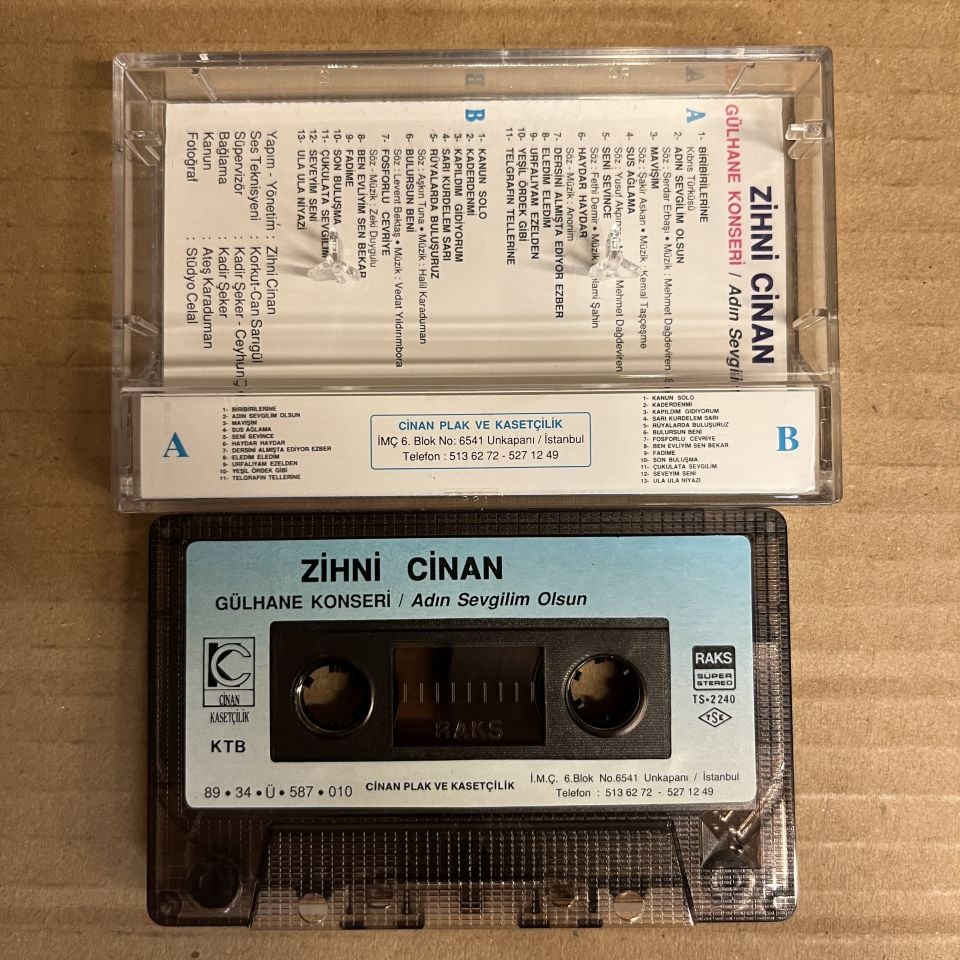 ZİHNİ CİNAN
GÜLHANE KONSERİ / Adın Sevgili
A
1- BİRİBİRİLERİNE
Kıbrıs Türküsü
2- ADIN SEVGİLİM OLSUN
Söz : Serdar Erbaşı • Müzik : Mehmet Dağdeviren
3- MAVİŞİM
Söz : Şakir Askan • Müzik : Kemal Taşçeşme
4- SUS AĞLAMA
Söz : Yusuf Mehmet Dağdeviren
5- SENİ SEVİNCE
Söz : Fethi Demir • Şahin
6- HAYDAR HAYDAR
Söz - Müzik : Anonim
7- DERSİNİ ALMIŞTA EDİYOR EZBER
8- ELEDİM ELEDİM
9- URFALIYAM EZELDEN
10- YEŞİL ÖRDEK GİBİ
11- TELGRAFIN TELLERİNE
B
1- KANUN SOLO
2- KADERDENMİ
3- KAPILDIM GİDİYORUM
4- SARI KURDELEM SARI
5- RÜYALARDA BULUŞURUZ
Söz : Aşkın Tuna • Müzik : Halil Karaduman
6- BULURSUN BENİ
Söz : Levent Bektaş • Müzik : Vedat Yıldırımbora
7- FOSFORLU CEVRİYE
Söz - Müzik : Zeki Duygulu
8- BEN EVLİYİM SEN BEKAR
9- FADİME
10- SON BULUŞMA
11- ÇUKULATA SEVGİLİM
12- SEVEYİM SENİ
13- ULA ULA NİYAZİ
Yapım - Yönetim : Zihni Cinan
Ses Teknisyeni : Korkut-Can Sarıgül
Süpervizör : Kadir Şeker - Ceyhun
Bağlama : Kadir Şeker
Kanun : Ateş Karaduman
Fotoğraf : Stüdyo Celal
A
1- BİRİBİRİLERİNE
2- ADIN SEVGİLİM OLSUN
3- MAVİŞİM
4- SUS AĞLAMA
5- SENİ SEVİNCE
6- HAYDAR HAYDAR
7- DERSİNİ ALMIŞTA EDİYOR EZBER
8- ELEDİM ELEDİM
9- URFALIYAM EZELDEN
10- YEŞİL ÖRDEK GİBİ
11- TELGRAFIN TELLERİNE
CİNAN PLAK VE KASETÇİLİK
İMÇ 6. Blok No: 6541 Unkapanı / İstanbul
Telefon : 513 62 72 - 527 12 49
1- KANUN SOLO
2- KADERDENMİ
3- KAPILDIM GİDİYORUM
4- SARI KURDELEM SARI
5- RÜYALARDA BULUŞURUZ
6- BULURSUN BENİ
7- FOSFORLU CEVRİYE
8- BEN EVLİYİM SEN BEKAR
9- FADİME
10- SON BULUŞMA
11- ÇUKULATA SEVGİLİM
12- SEVEYİM SENİ
13- ULA ULA NİYAZİ
B
ZİHNİ CİNAN
GÜLHANE KONSERİ / Adın Sevgilim Olsun
CİNAN
KASETÇİLİK
KTB
RAKS
SÜPER
STEREO
TS•2240
TSE
RAKS
89 • 34 • Ü • 587 • 010
CİNAN PLAK VE KASETÇİLİK
İ.M.Ç. 6.Blok No.6541 Unkapanı / İstanbul
Telefon : 513 62 72 - 527 12 49